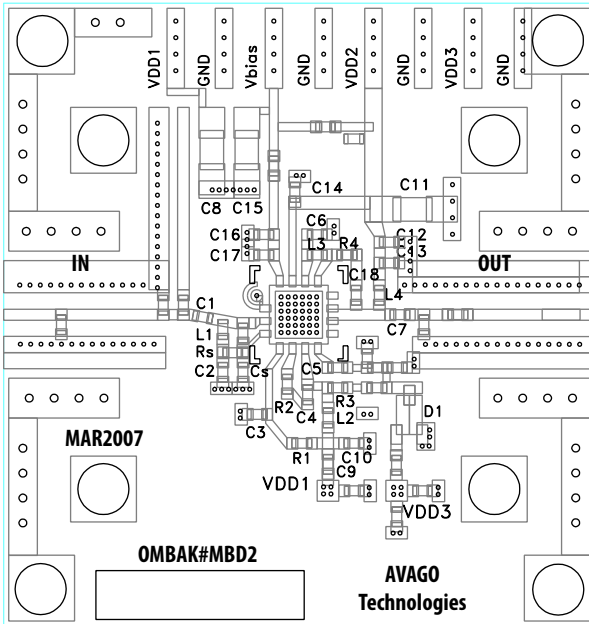 VDD1
GND
Vbias
GND
VDD2
GND
VDD3
GND
C14
C11
C8
C15
C6
C16
L3
R4
C12
C17
C13
IN
OUT
C18
L4
C1
C7
L1
Rs
C2
Cs
C5
R2
R3
C4
L2
D1
C3
MAR2007
R1
C10
C9
VDD1
VDD3
OMBAK#MBD2
AVAGO
Technologies